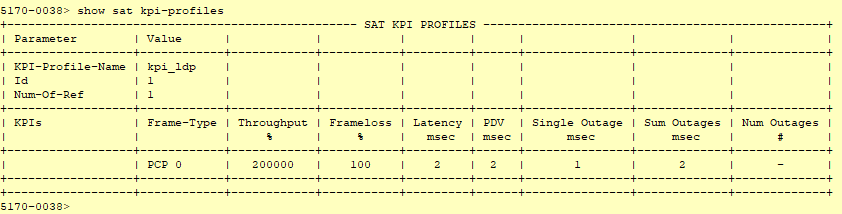 5170-0038> show sat kpi-profiles
+----------------------------------------------- SAT KPI PROFILES -----------------------------------------------+
| Parameter | Value | | | | | | | |
| KPI-Profile-Name | kpi_ldp | | | | | | | |
| Id | 1 | | | | | | | |
| Num-Of-Ref | 1 | | | | | | | |
| KPIs | Frame-Type | Throughput | Frameloss | Latency | PDV | Single Outage | Sum Outages | Num Outages |
| | | % | % | msec | msec | msec | msec | # |
| | PCP 0 | 200000 | 100 | 2 | 2 | 1 | 2 | - |
5170-0038>